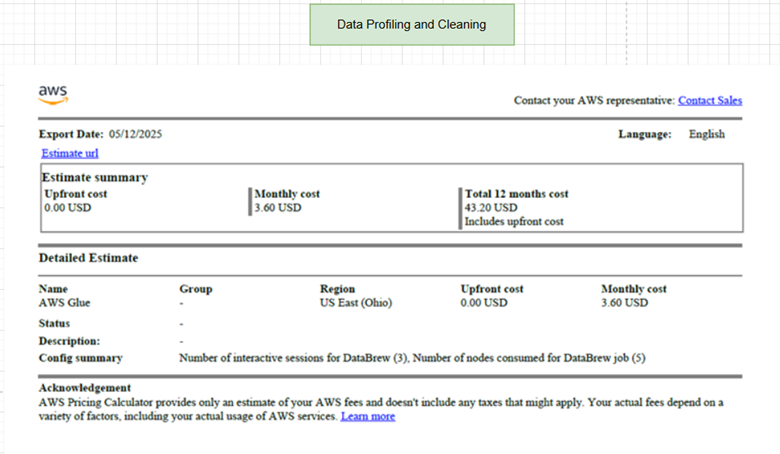 Data Profiling and Cleaning
aws
Contact your AWS representative: Contact Sales
Export Date: 05/12/2025 Language: English
Estimate url
Estimate summary
Upfront cost Monthly cost Total 12 months cost
0.00 USD 3.60 USD 43.20 USD
Includes upfront cost
Detailed Estimate
Name Group Region Upfront cost Monthly cost
AWS Glue - US East (Ohio) 0.00 USD 3.60 USD
Status -
Description: -
Config summary Number of interactive sessions for DataBrew (3), Number of nodes consumed for DataBrew job (5)
Acknowledgement
AWS Pricing Calculator provides only an estimate of your AWS fees and doesn't include any taxes that might apply. Your actual fees depend on a
variety of factors, including your actual usage of AWS services. Learn more